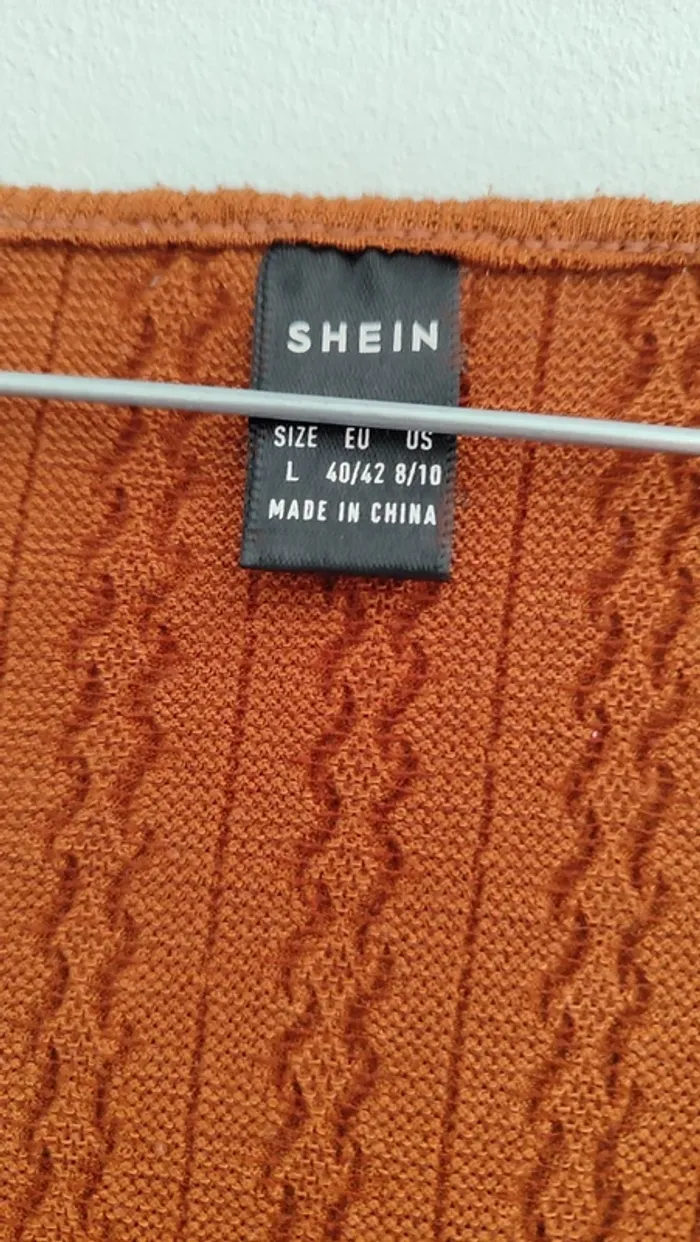 SHEIN
SIZE EU US
L 40/42 8/10
MADE IN CHINA